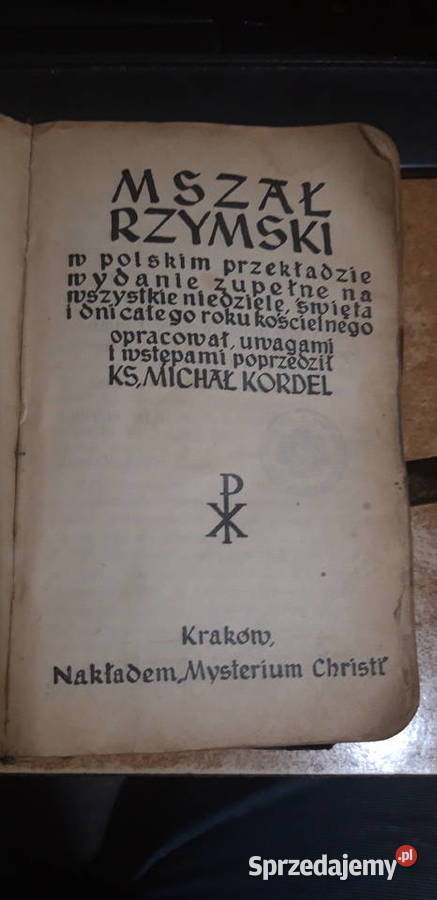 MSZAŁ
RZYMSKI
w polskim przekładzie
wydanie zupełne na
wszystkie niedziele, święta
i dni całego roku kościelnego
opracował, uwagami
i wstępami poprzedził
KS. MICHAŁ KORDEL
Kraków,
Nakładem „Mysterium Christi"
Sprzedajemy.pl